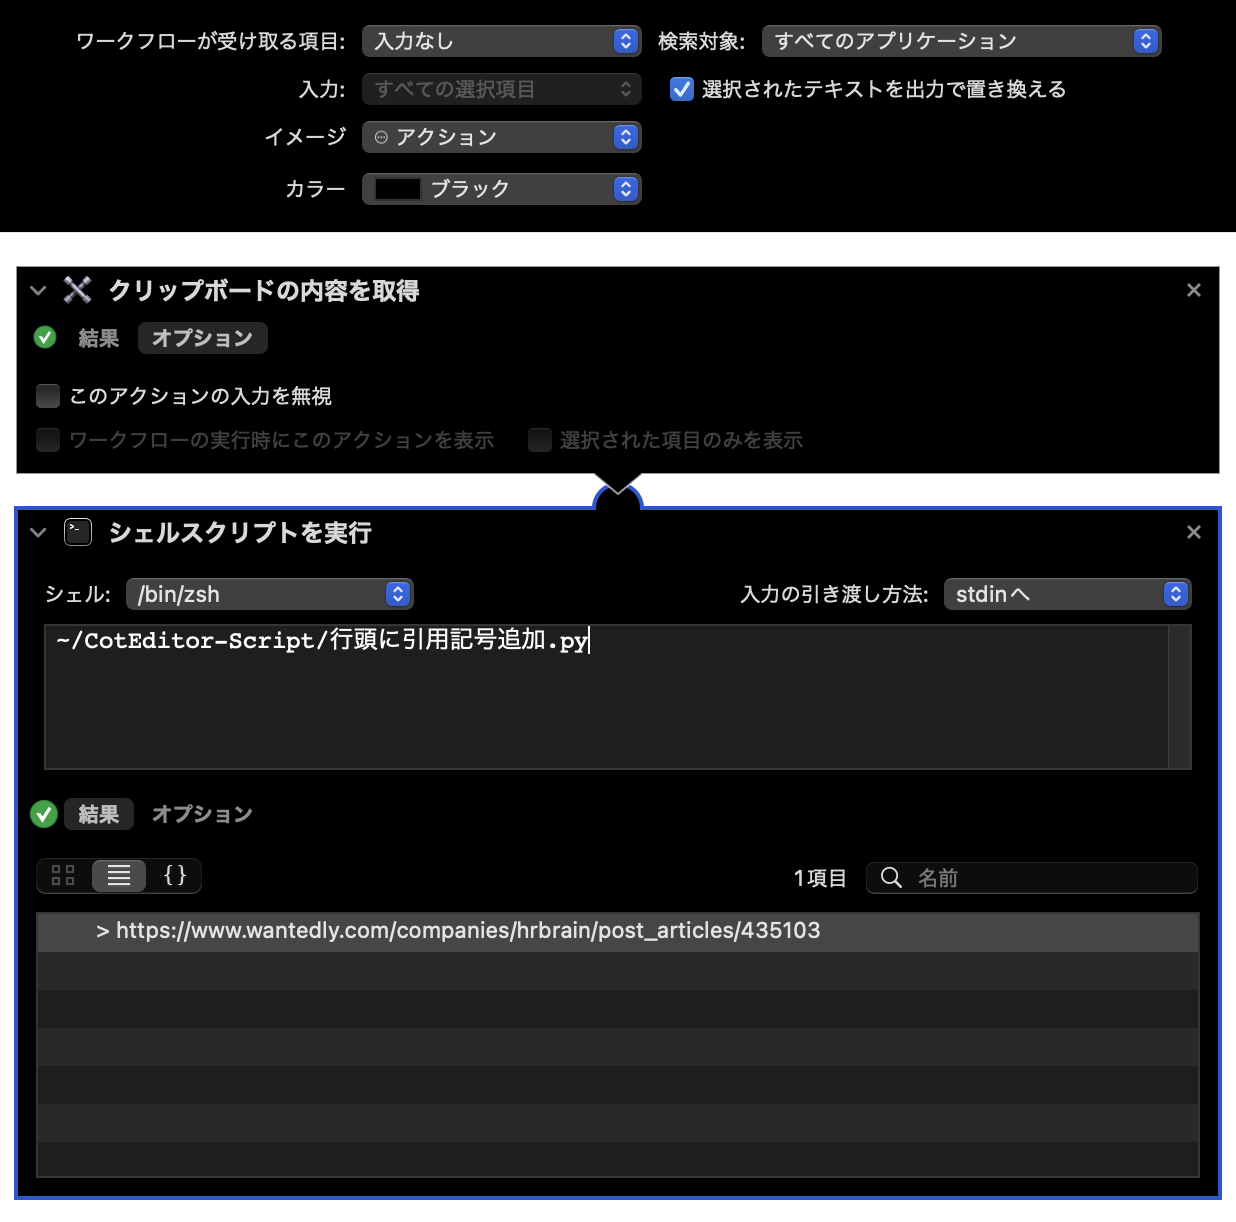 ワークフローが受け取る項目: 入力なし 検索対象: すべてのアプリケーション
入力: すべての選択項目 選択されたテキストを出力で置き換える
イメージ アクション
カラー ブラック
クリップボードの内容を取得
結果 オプション
このアクションの入力を無視
ワークフローの実行時にこのアクションを表示 選択された項目のみを表示
シェルスクリプトを実行
シェル: /bin/zsh 入力の引き渡し方法: stdinへ
~/CotEditor-Script/行頭に引用記号追加.py
結果 オプション
{} 1項目 名前
> https://www.wantedly.com/companies/hrbrain/post_articles/435103